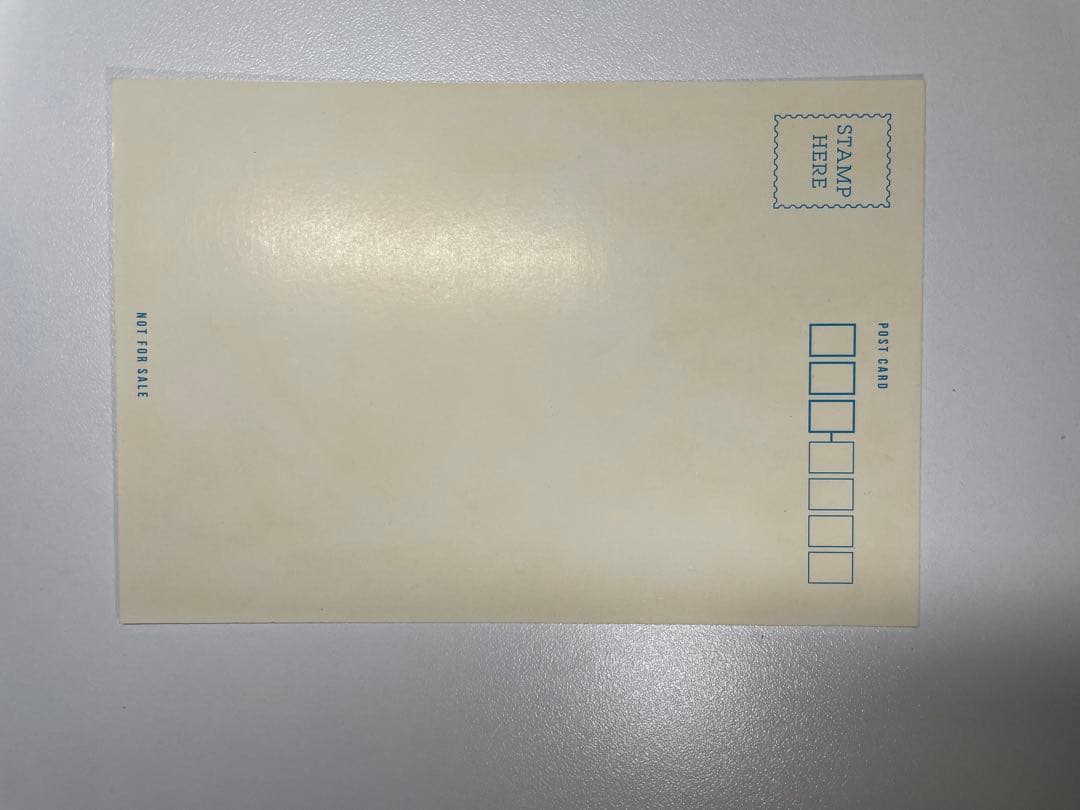 STAMP
HERE
POST CARD
NOT FOR SALE